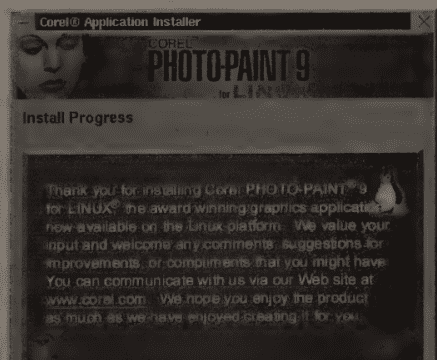 Corel® Application Installer
COREL
PHOTO-PAINT 9
for LINUX
Install Progress
Thank you for installing Corel PHOTO-PAINT® 9
for LINUX® the award winning graphics application
now available on the Linux platform. We value your
input and welcome any comments, suggestions for
improvements, or compliments that you might have.
You can communicate with us via our Web site at
www.corel.com. We hope you enjoy the product
as much as we have enjoyed creating it for you.